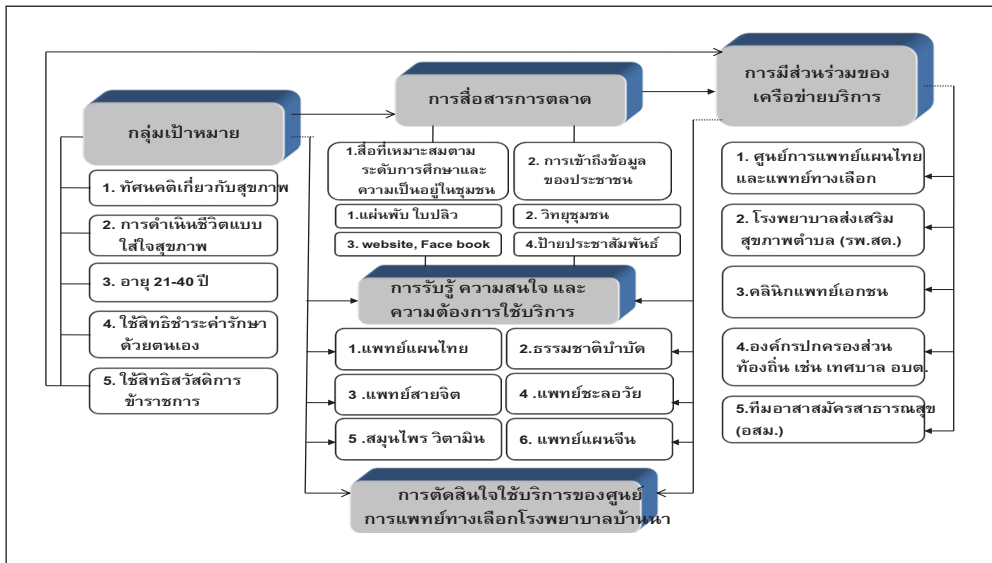 การมีส่วนร่วมของ
เครือข่ายบริการ
การสื่อสารการตลาด
กลุ่มเป้าหมาย
1. ทัศนคติเกี่ยวกับสุขภาพ
2. การดำเนินชีวิตแบบ
ใส่ใจสุขภาพ
3. อายุ 21-40 ปี
4. ใช้สิทธิชำระค่ารักษา
ด้วยตนเอง
5. ใช้สิทธิสวัสดิการ
ข้าราชการ
1.สื่อที่เหมาะสมตาม
ระดับการศึกษาและ
ความเป็นอยู่ในชุมชน
2. การเข้าถึงข้อมูล
ของประชาชน
1.แผ่นพับ ใบปลิว
2. วิทยุชุมชน
3. website, Face book
4.ป้ายประชาสัมพันธ์
การรับรู้ ความสนใจ และ
ความต้องการใช้บริการ
1.แพทย์แผนไทย
2.ธรรมชาติบำบัด
3 .แพทย์สายจิต
4 .แพทย์ชะลอวัย
5 .สมุนไพร วิตามิน
6. แพทย์แผนจีน
การตัดสินใจใช้บริการของศูนย์
การแพทย์ทางเลือกโรงพยาบาลบ้านนา
1. ศูนย์การแพทย์แผนไทย
และแพทย์ทางเลือก
2. โรงพยาบาลส่งเสริม
สุขภาพตำบล (รพ.สต.)
3.คลินิกแพทย์เอกชน
4.องค์กรปกครองส่วน
ท้องถิ่น เช่น เทศบาล อบต.
5.ทีมอาสาสมัครสาธารณสุข
(อสม.)